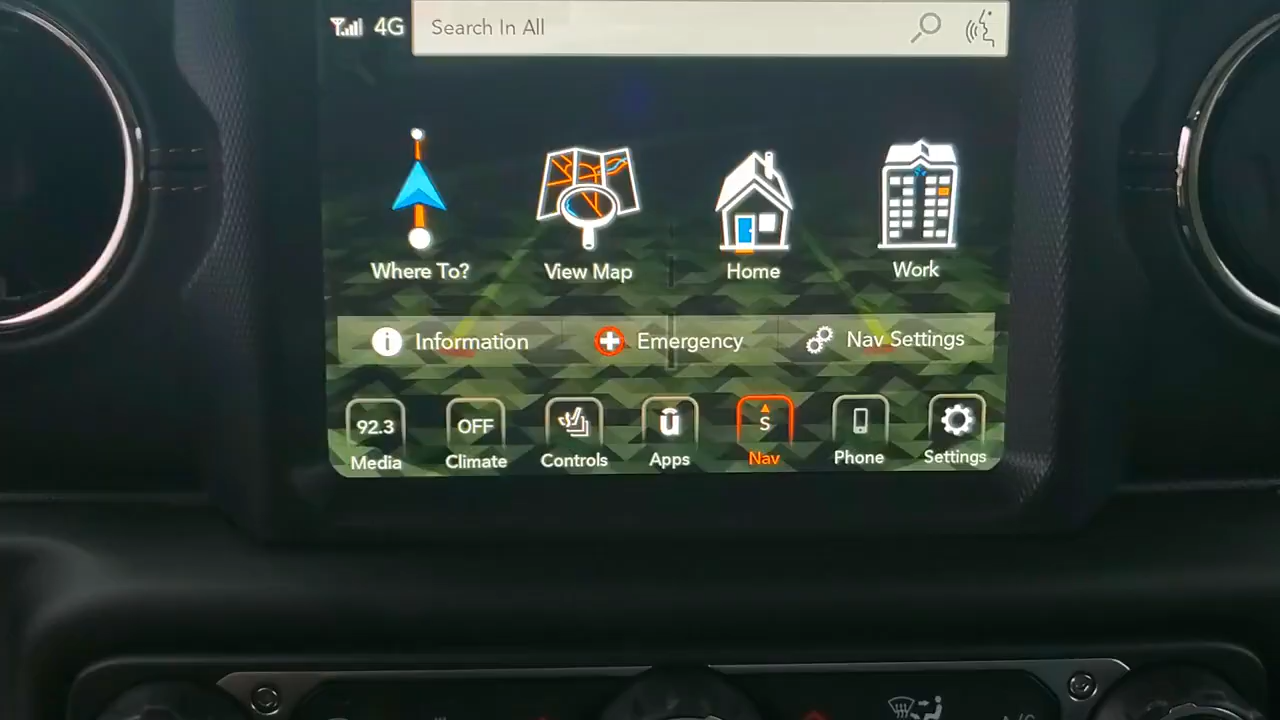 4G Search In All
Where To? View Map Home Work
Information Emergency Nav Settings
92.3 OFF S
Media Climate Controls Apps Nav Phone Settings